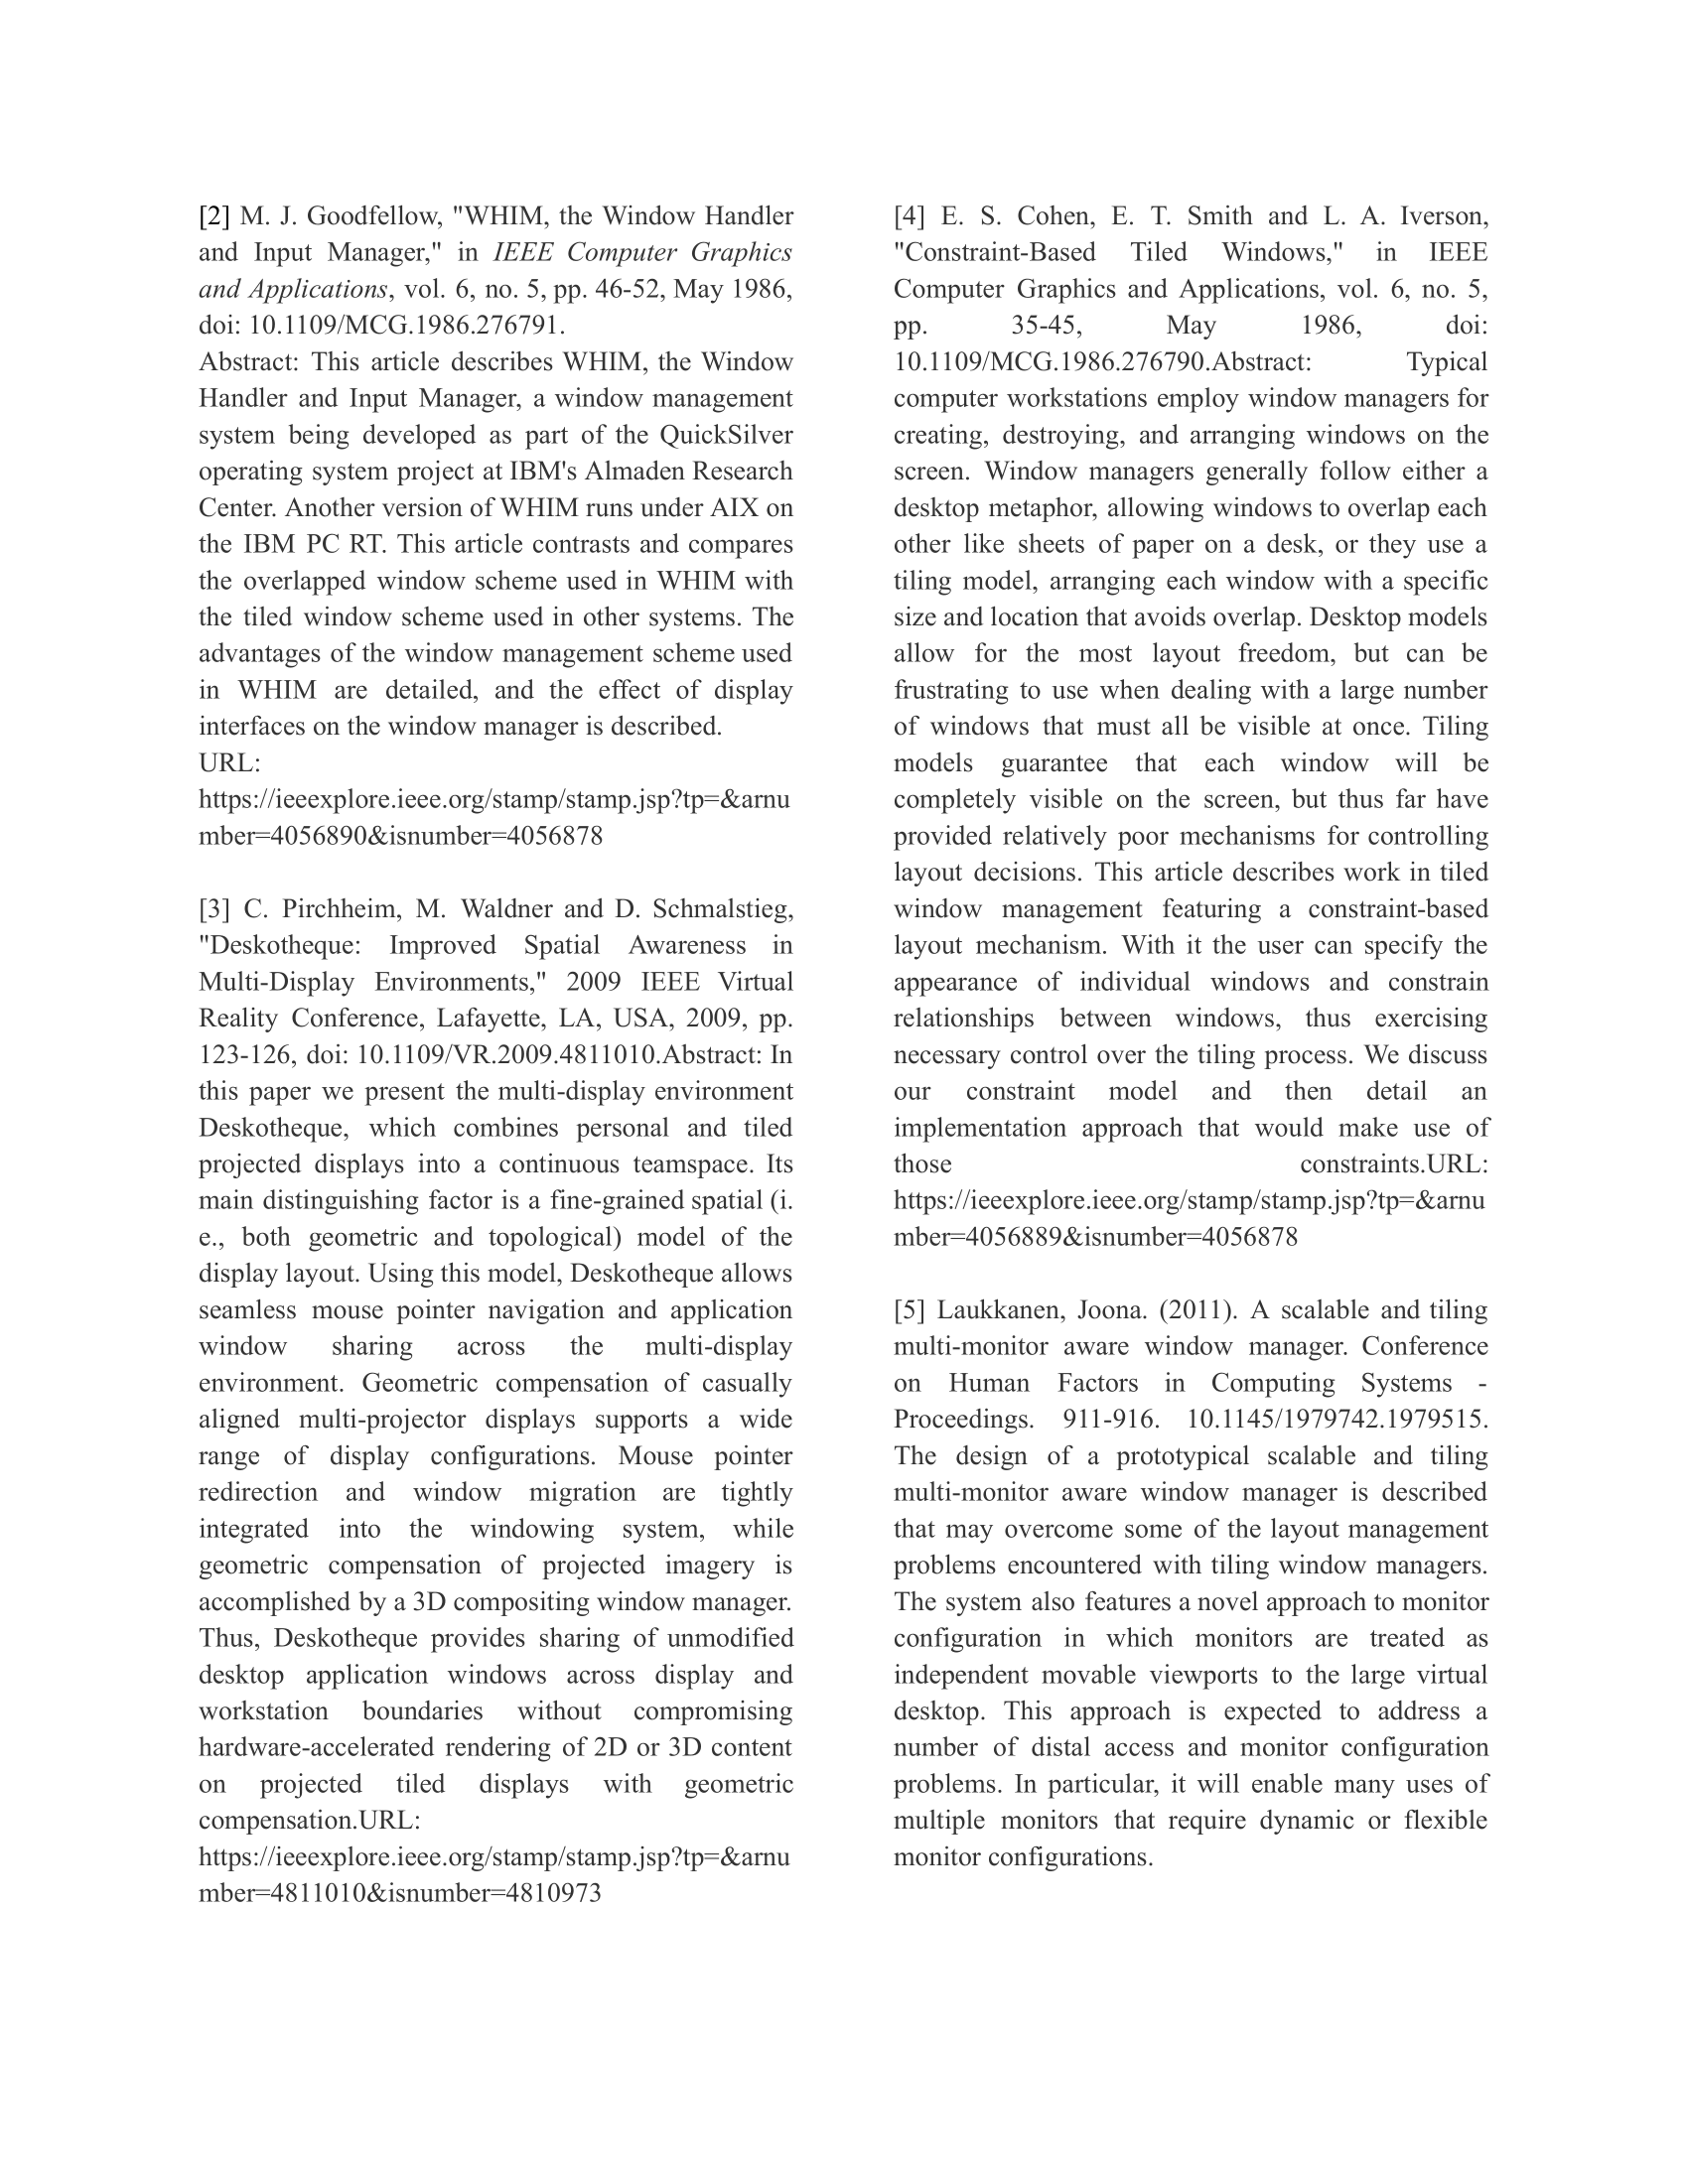 [2] M. J. Goodfellow, "WHIM, the Window Handler
and Input Manager," in IEEE Computer Graphics
and Applications, vol. 6, no. 5, pp. 46-52, May 1986,
doi: 10.1109/MCG.1986.276791.
Abstract: This article describes WHIM, the Window
Handler and Input Manager, a window management
system being developed as part of the QuickSilver
operating system project at IBM's Almaden Research
Center. Another version of WHIM runs under AIX on
the IBM PC RT. This article contrasts and compares
the overlapped window scheme used in WHIM with
the tiled window scheme used in other systems. The
advantages of the window management scheme used
in WHIM are detailed, and the effect of display
interfaces on the window manager is described.
URL:
https://ieeexplore.ieee.org/stamp/stamp.jsp?tp=&arnu
mber=4056890&isnumber=4056878
[3] C. Pirchheim, M. Waldner and D. Schmalstieg,
"Deskotheque: Improved Spatial Awareness in
Multi-Display Environments," 2009 IEEE Virtual
Reality Conference, Lafayette, LA, USA, 2009, pp.
123-126, doi: 10.1109/VR.2009.4811010.Abstract: In
this paper we present the multi-display environment
Deskotheque, which combines personal and tiled
projected displays into a continuous teamspace. Its
main distinguishing factor is a fine-grained spatial (i.
e., both geometric and topological) model of the
display layout. Using this model, Deskotheque allows
seamless mouse pointer navigation and application
window sharing across the multi-display
environment. Geometric compensation of casually
aligned multi-projector displays supports a wide
range of display configurations. Mouse pointer
redirection and window migration are tightly
integrated into the windowing system, while
geometric compensation of projected imagery is
accomplished by a 3D compositing window manager.
Thus, Deskotheque provides sharing of unmodified
desktop application windows across display and
workstation boundaries without compromising
hardware-accelerated rendering of 2D or 3D content
on projected tiled displays with geometric
compensation.URL:
https://ieeexplore.ieee.org/stamp/stamp.jsp?tp=&arnu
mber=4811010&isnumber=4810973
[4] E. S. Cohen, E. T. Smith and L. A. Iverson,
"Constraint-Based Tiled Windows," in IEEE
Computer Graphics and Applications, vol. 6, no. 5,
pp. 35-45, May 1986, doi:
10.1109/MCG.1986.276790.Abstract: Typical
computer workstations employ window managers for
creating, destroying, and arranging windows on the
screen. Window managers generally follow either a
desktop metaphor, allowing windows to overlap each
other like sheets of paper on a desk, or they use a
tiling model, arranging each window with a specific
size and location that avoids overlap. Desktop models
allow for the most layout freedom, but can be
frustrating to use when dealing with a large number
of windows that must all be visible at once. Tiling
models guarantee that each window will be
completely visible on the screen, but thus far have
provided relatively poor mechanisms for controlling
layout decisions. This article describes work in tiled
window management featuring a constraint-based
layout mechanism. With it the user can specify the
appearance of individual windows and constrain
relationships between windows, thus exercising
necessary control over the tiling process. We discuss
our constraint model and then detail an
implementation approach that would make use of
those constraints.URL:
https://ieeexplore.ieee.org/stamp/stamp.jsp?tp=&arnu
mber=4056889&isnumber=4056878
[5] Laukkanen, Joona. (2011). A scalable and tiling
multi-monitor aware window manager. Conference
on Human Factors in Computing Systems -
Proceedings. 911-916. 10.1145/1979742.1979515.
The design of a prototypical scalable and tiling
multi-monitor aware window manager is described
that may overcome some of the layout management
problems encountered with tiling window managers.
The system also features a novel approach to monitor
configuration in which monitors are treated as
independent movable viewports to the large virtual
desktop. This approach is expected to address a
number of distal access and monitor configuration
problems. In particular, it will enable many uses of
multiple monitors that require dynamic or flexible
monitor configurations.